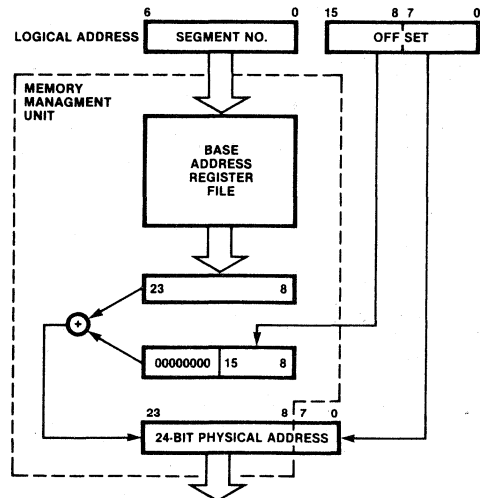 6 0 15 8 7 0
LOGICAL ADDRESS SEGMENT NO. OFF SET
MEMORY
MANAGMENT
UNIT
BASE
ADDRESS
REGISTER
FILE
23 8
+
00000000 15 8
23 8 7 0
24-BIT PHYSICAL ADDRESS